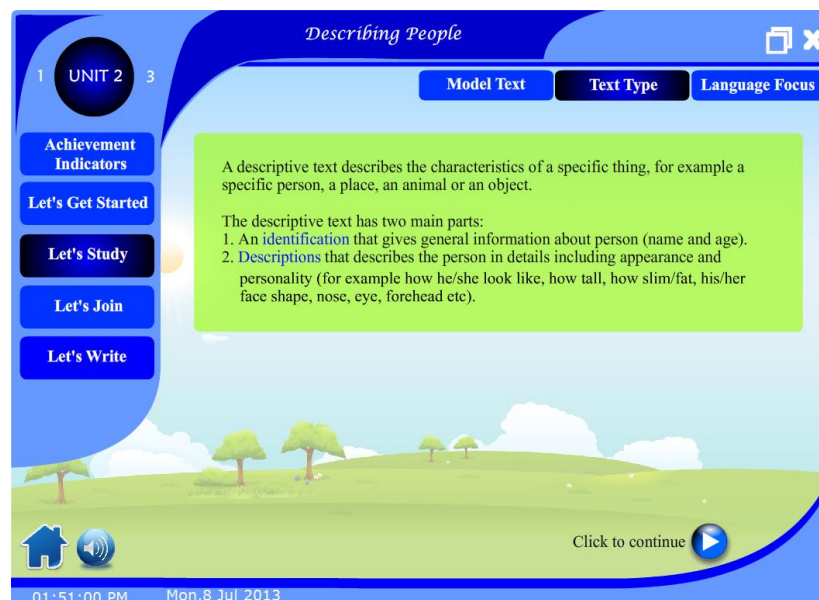 Describing People
1 UNIT 2 3
Model Text
Text Type
Language Focus
Achievement
Indicators
Let's Get Started
Let's Study
Let's Join
Let's Write
A descriptive text describes the characteristics of a specific thing, for example a
specific person, a place, an animal or an object.
The descriptive text has two main parts:
1. An identification that gives general information about person (name and age).
2. Descriptions that describes the person in details including appearance and
personality (for example how he/she look like, how tall, how slim/fat, his/her
face shape, nose, eye, forehead etc).
Click to continue
01:51:00 PM Mon,8 Jul 2013